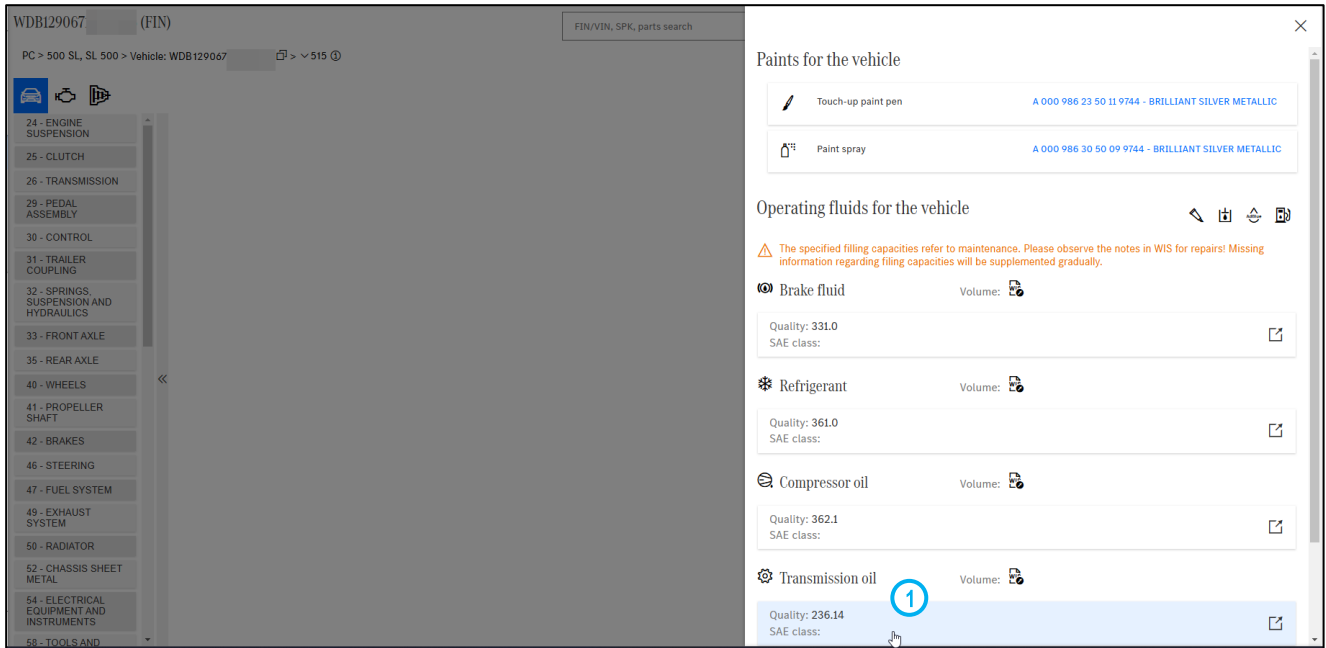 WDB129067 (FIN)
FIN/VIN, SPK, parts search
PC > 500 SL, SL 500 > Vehicle: WDB129067 > 515
24 - ENGINE
SUSPENSION
25 - CLUTCH
26 - TRANSMISSION
29 - PEDAL
ASSEMBLY
30 - CONTROL
31 - TRAILER
COUPLING
32 - SPRINGS,
SUSPENSION AND
HYDRAULICS
33 - FRONT AXLE
35 - REAR AXLE
40 - WHEELS
41 - PROPELLER
SHAFT
42 - BRAKES
46 - STEERING
47 - FUEL SYSTEM
49 - EXHAUST
SYSTEM
50 - RADIATOR
52 - CHASSIS SHEET
METAL
54 - ELECTRICAL
EQUIPMENT AND
INSTRUMENTS
58 - TOOLS AND
Paints for the vehicle
Touch-up paint pen A 000 986 23 50 11 9744 - BRILLIANT SILVER METALLIC
Paint spray A 000 986 30 50 09 9744 - BRILLIANT SILVER METALLIC
Operating fluids for the vehicle
The specified filling capacities refer to maintenance. Please observe the notes in WIS for repairs! Missing
information regarding filing capacities will be supplemented gradually.
Brake fluid Volume: WIS
Quality: 331.0
SAE class:
Refrigerant Volume: WIS
Quality: 361.0
SAE class:
Compressor oil Volume: WIS
Quality: 362.1
SAE class:
Transmission oil Volume: WIS
1
Quality: 236.14
SAE class: